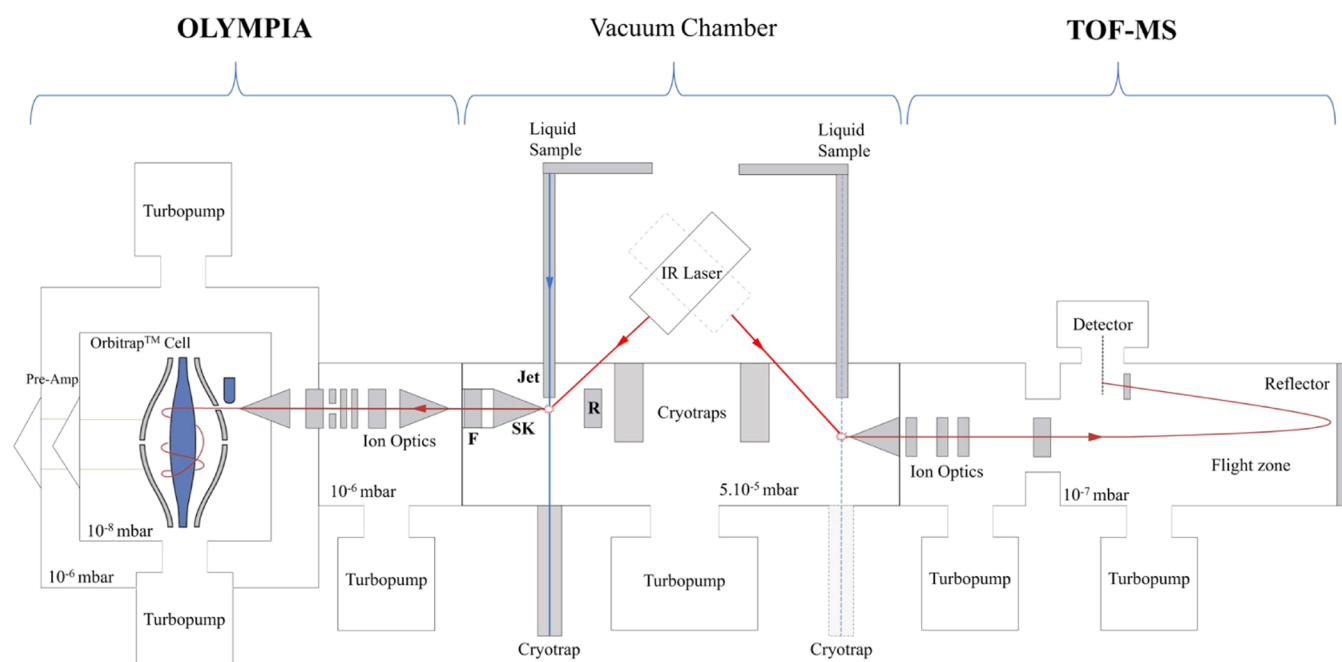 OLYMPIA
Vacuum Chamber
TOF-MS
Liquid
Sample
Liquid
Sample
Turbopump
IR Laser
Detector
Orbitrap™ Cell
Pre-Amp
Jet
Reflector
Cryotraps
R
F
SK
Ion Optics
Ion Optics
Flight zone
10⁻⁶ mbar
5.10⁻⁵ mbar
10⁻⁷ mbar
10⁻⁸ mbar
10⁻⁶ mbar
Turbopump
Turbopump
Turbopump
Turbopump
Turbopump
Cryotrap
Cryotrap